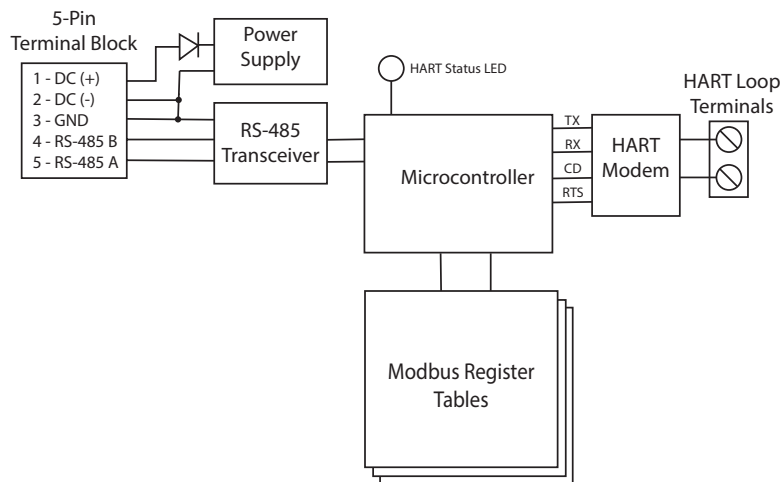 5-Pin
Terminal Block
1 - DC (+)
2 - DC (-)
3 - GND
4 - RS-485 B
5 - RS-485 A
Power
Supply
RS-485
Transceiver
HART Status LED
Microcontroller
TX
RX
CD
RTS
HART
Modem
HART Loop
Terminals
Modbus Register
Tables